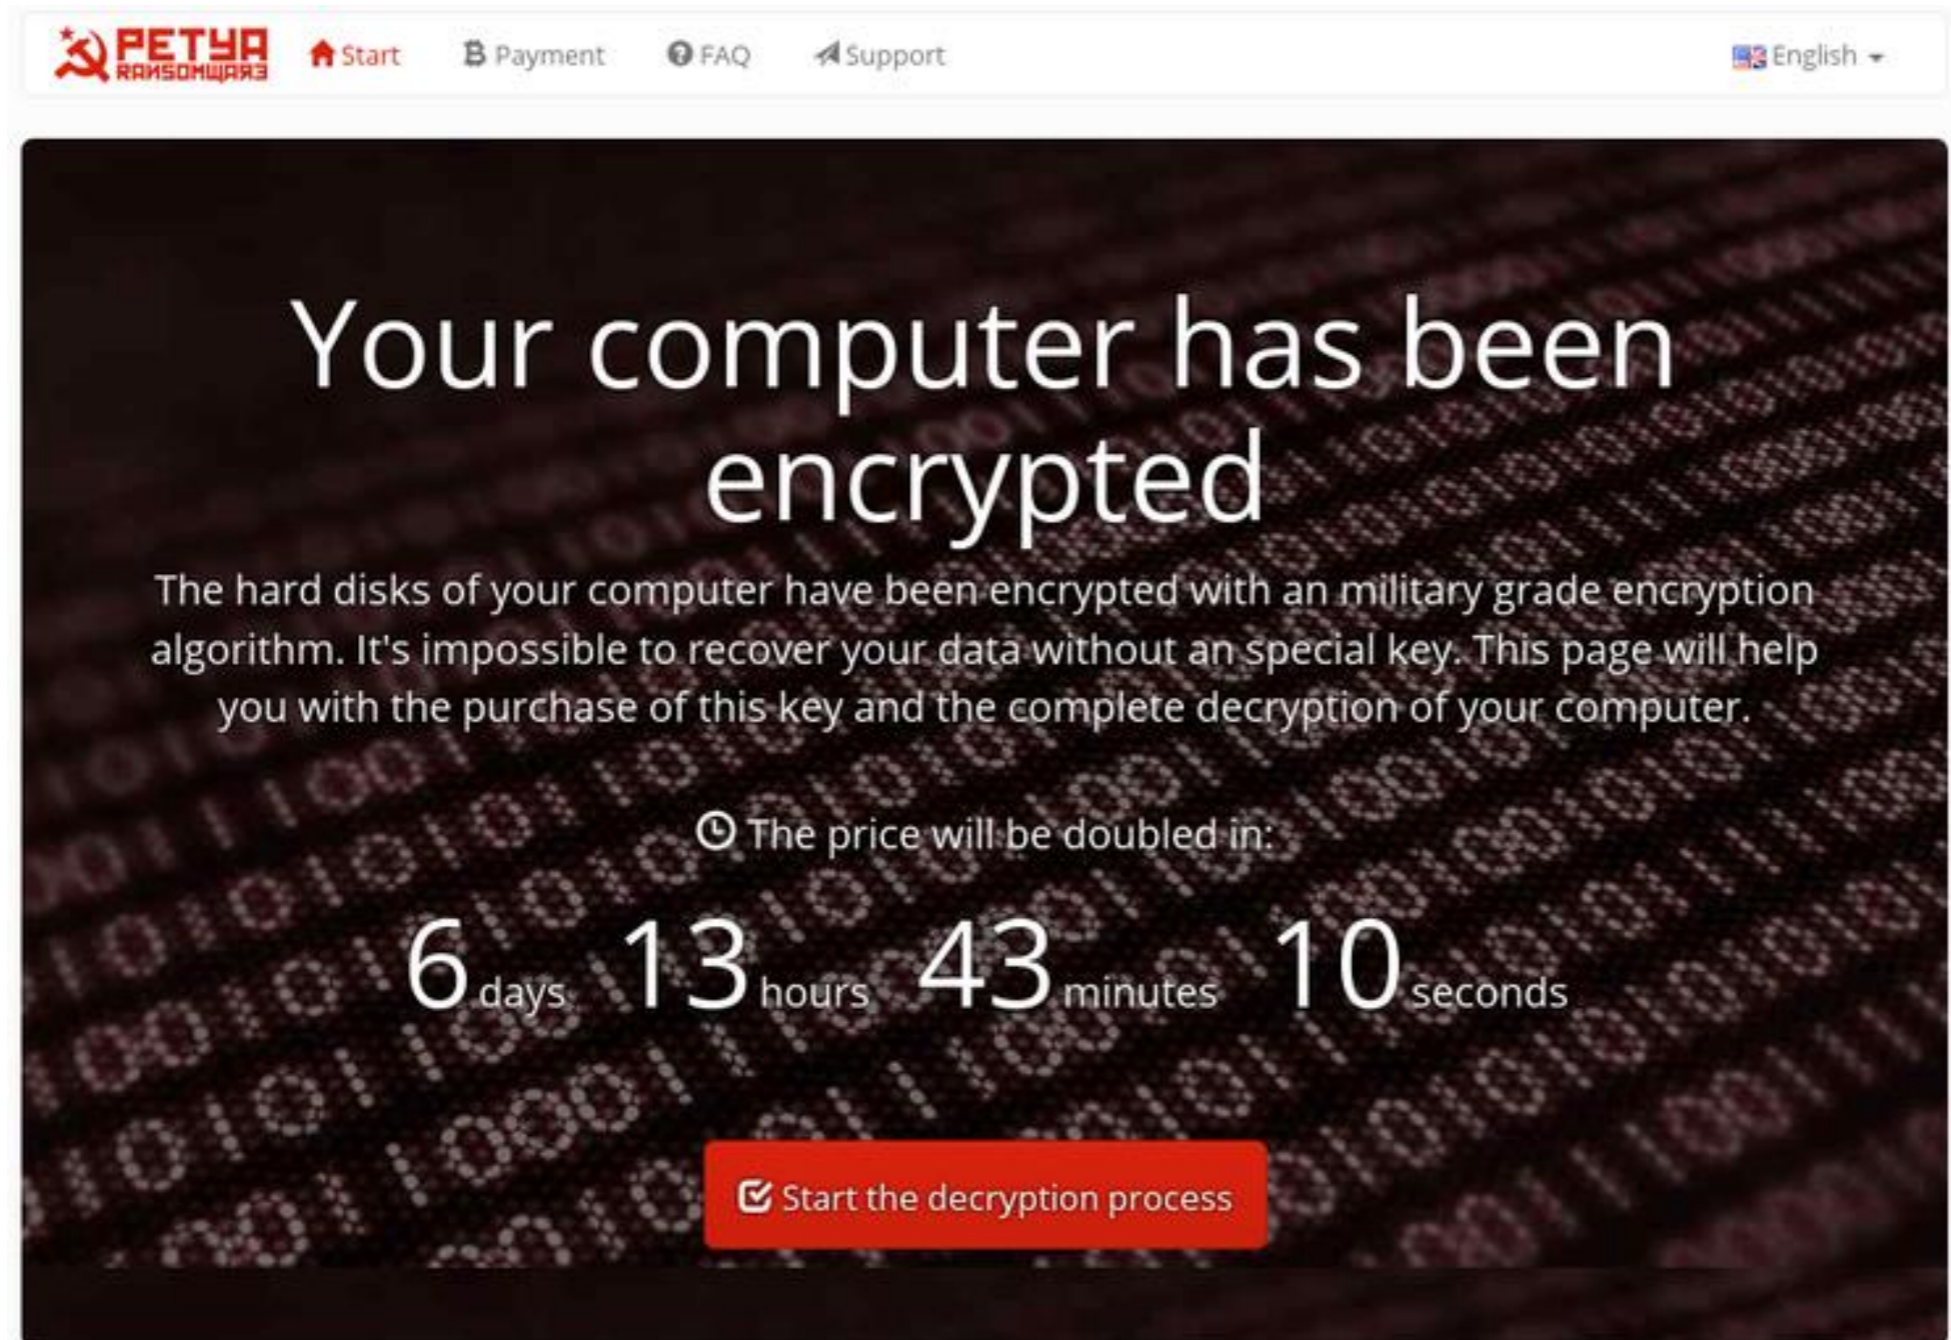 PETYA
RANSOMWARE
Start
Payment
FAQ
Support
English
Your computer has been
encrypted
The hard disks of your computer have been encrypted with an military grade encryption
algorithm. It's impossible to recover your data without an special key. This page will help
you with the purchase of this key and the complete decryption of your computer.
The price will be doubled in:
6 days 13 hours 43 minutes 10 seconds
Start the decryption process